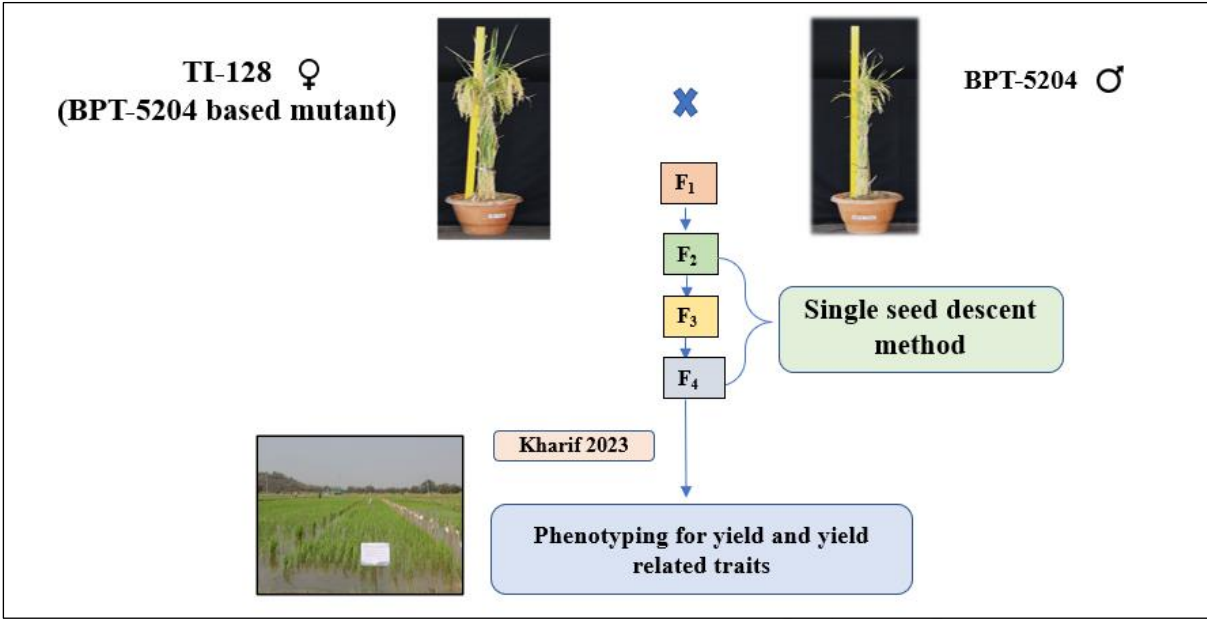 TI-128 ♀
(BPT-5204 based mutant)
BPT-5204 ♂
F₁
F₂
F₃
F₄
Single seed descent
method
Kharif 2023
Phenotyping for yield and yield
related traits